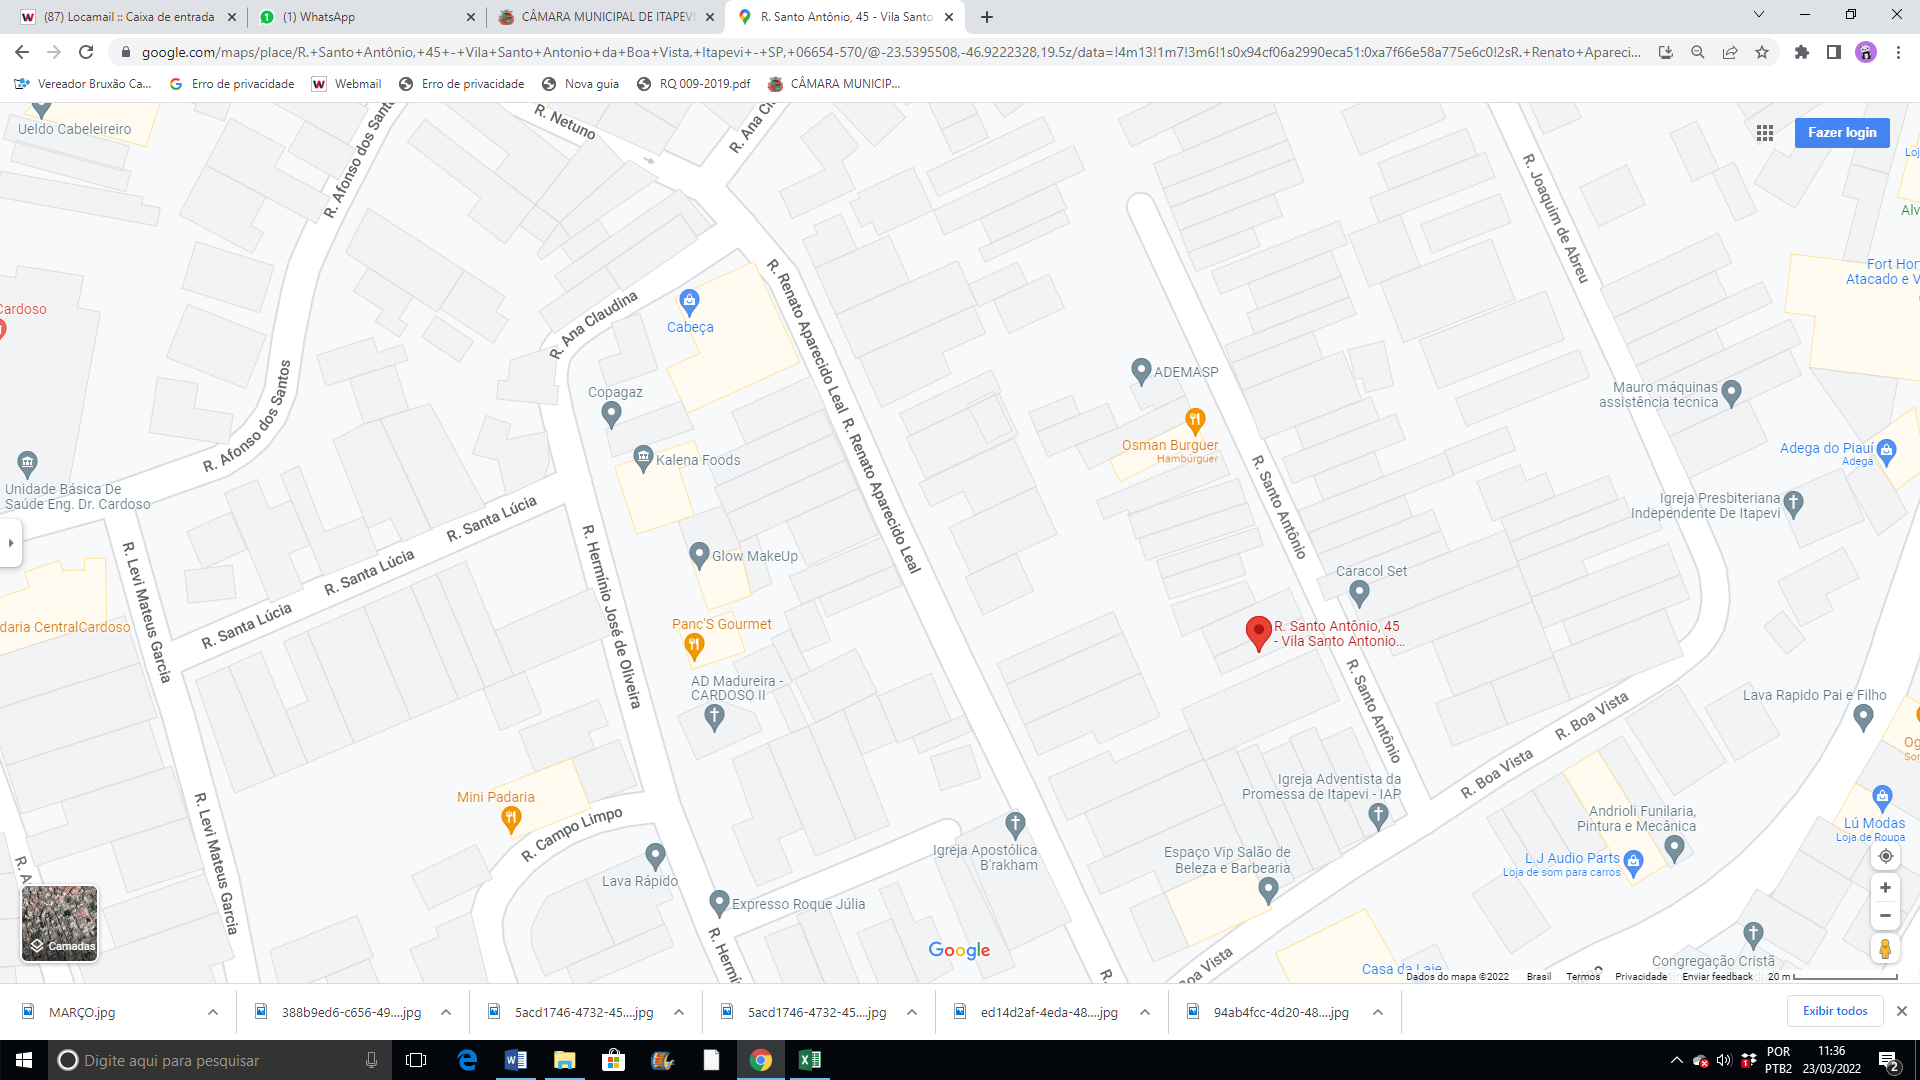 (87) Locamail :: Caixa de entrada
(1) WhatsApp
CÂMARA MUNICIPAL DE ITAPEVI
R. Santo Antônio, 45 - Vila Santo
google.com/maps/place/R.+Santo+Antônio,+45+-+Vila+Santo+Antonio+da+Boa+Vista,+Itapevi+-+SP,+06654-570/@-23.5395508,-46.9222328,19.5z/data=!4m13!1m7!3m6!1s0x94cf06a2990eca51:0xa7f66e58a775e6c0!2sR.+Renato+Apareci...
Vereador Bruxão Ca...
Erro de privacidade
Webmail
Erro de privacidade
Nova guia
RQ 009-2019.pdf
CÂMARA MUNICIP...
Ueldo Cabeleireiro
R. Afonso dos Santos
R. Netuno
R. Ana Cl
Fazer login
R. Joaquim de Abreu
Fort Hor
Atacado e V
Cardoso
R. Ana Claudina
Cabeça
R. Renato Aparecido Leal
R. Renato Aparecido Leal
ADEMASP
Copagaz
Mauro máquinas
assistência tecnica
R. Afonso dos Santos
Osman Burguer
Hambúrguer
Kalena Foods
Adega do Piauí
Adega
Unidade Básica De
Saúde Eng. Dr. Cardoso
R. Santo Antônio
Igreja Presbiteriana
Independente De Itapevi
R. Santa Lúcia
R. Santa Lúcia
R. Santa Lúcia
R. Hermínio José de Oliveira
Glow MakeUp
Caracol Set
R. Levi Mateus Garcia
daria CentralCardoso
Panc'S Gourmet
R. Santo Antônio, 45
- Vila Santo Antonio...
AD Madureira -
CARDOSO II
R. Santo Antônio
R. Boa Vista
R. Boa Vista
Lava Rapido Pai e Filho
Mini Padaria
R. Campo Limpo
R. Levi Mateus Garcia
Igreja Adventista da
Promessa de Itapevi - IAP
Andrioli Funilaria,
Pintura e Mecânica
Lú Modas
Loja de Roupa
Igreja Apostólica
B'rakham
Espaço Vip Salão de
Beleza e Barbearia
L.J Audio Parts
Loja de som para carros
Lava Rápido
Expresso Roque Júlia
R. Hermí
Boa Vista
Casa da Laje
Congregação Cristã
Camadas
Google
Dados do mapa ©2022
Brasil
Termos
Privacidade
Enviar feedback
20 m
MARÇO.jpg
388b9ed6-c656-49....jpg
5acd1746-4732-45....jpg
5acd1746-4732-45....jpg
ed14d2af-4eda-48....jpg
94ab4fcc-4d20-48....jpg
Exibir todos
Digite aqui para pesquisar
POR
PTB2
11:36
23/03/2022
2